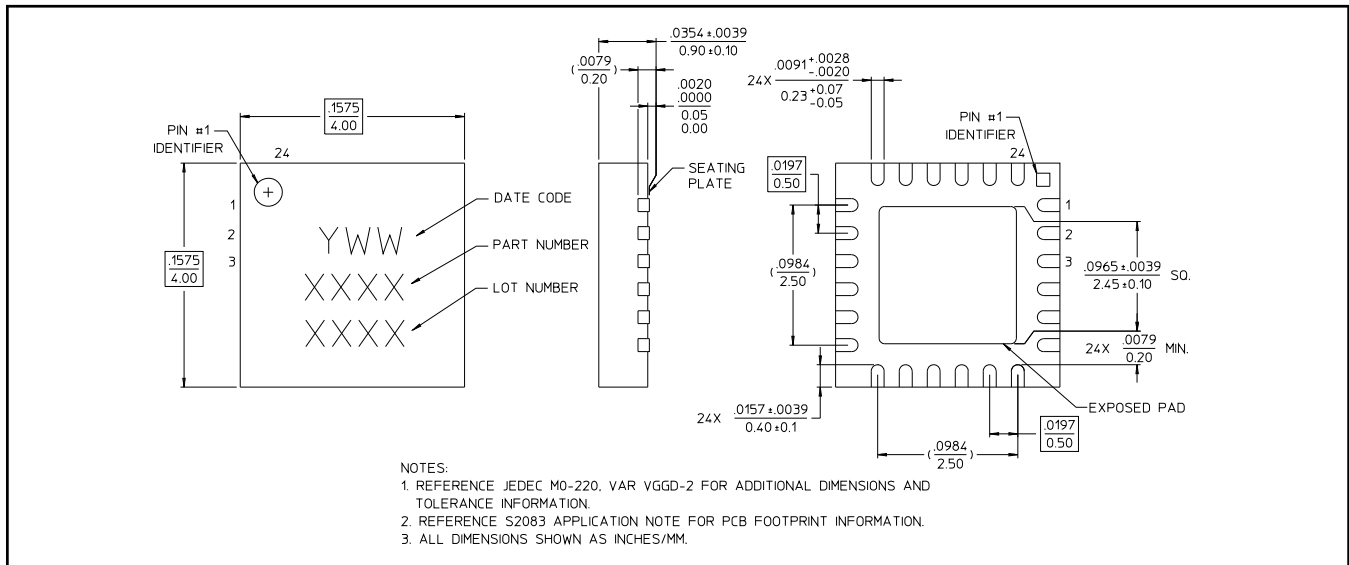 .1575
4.00
PIN #1
IDENTIFIER
24
1
2
3
.1575
4.00
YWW
XXXX
XXXX
DATE CODE
PART NUMBER
LOT NUMBER
.0354±.0039
0.90±0.10
(.0079
0.20)
.0020
.0000
0.05
0.00
SEATING
PLATE
24X .0091 +.0028
-.0020
0.23 +0.07
-0.05
PIN #1
IDENTIFIER
24
.0197
0.50
1
2
3
(.0984
2.50)
.0965±.0039
2.45±0.10 SQ.
24X .0079
0.20 MIN.
EXPOSED PAD
24X .0157±.0039
0.40±0.1
.0197
0.50
(.0984
2.50)
NOTES:
1. REFERENCE JEDEC MO-220, VAR VGGD-2 FOR ADDITIONAL DIMENSIONS AND
TOLERANCE INFORMATION.
2. REFERENCE S2083 APPLICATION NOTE FOR PCB FOOTPRINT INFORMATION.
3. ALL DIMENSIONS SHOWN AS INCHES/MM.